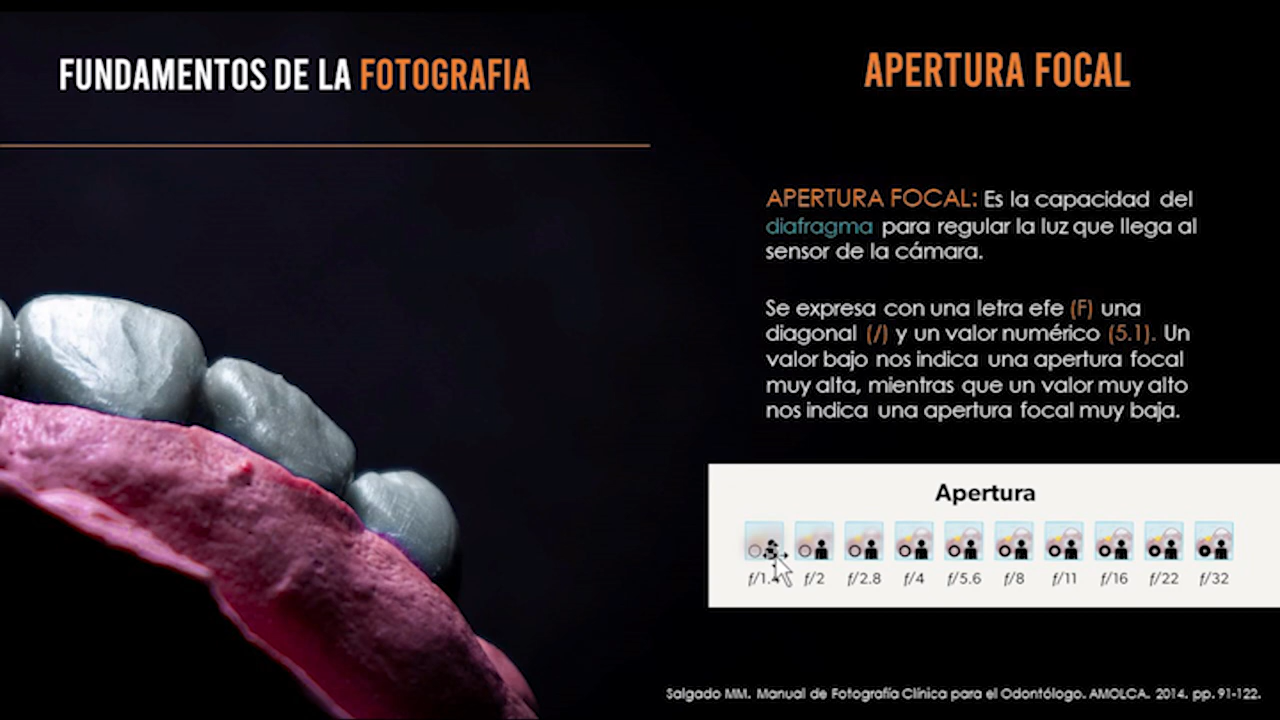 FUNDAMENTOS DE LA FOTOGRAFIA
APERTURA FOCAL
APERTURA FOCAL: Es la capacidad del
diafragma para regular la luz que llega al
sensor de la cámara.
Se expresa con una letra efe (F) una
diagonal (/) y un valor numérico (5.1). Un
valor bajo nos indica una apertura focal
muy alta, mientras que un valor muy alto
nos indica una apertura focal muy baja.
Apertura
f/1.4 f/2 f/2.8 f/4 f/5.6 f/8 f/11 f/16 f/22 f/32
Salgado MM. Manual de Fotografía Clínica para el Odontólogo. AMOLCA. 2014. pp. 91-122.